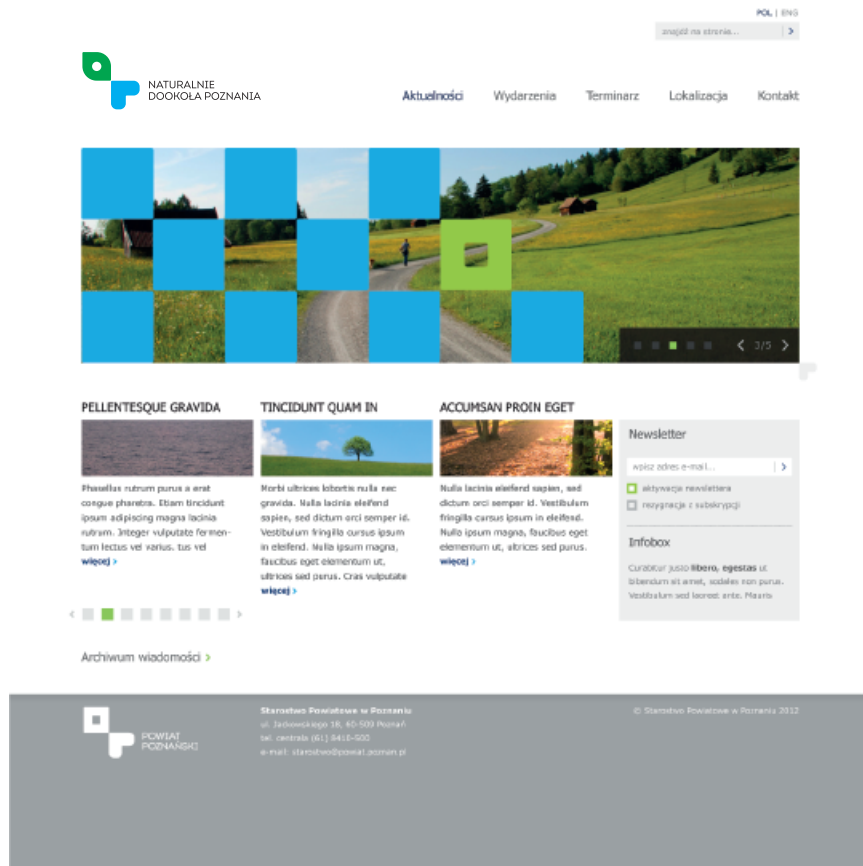 POL | ENG
znajdź na stronie...
NATURALNIE
DOOKOŁA POZNANIA
Aktualności
Wydarzenia
Terminarz
Lokalizacja
Kontakt
3/5
PELLENTESQUE GRAVIDA
Phasellus rutrum purus a erat
congue pharetra. Etiam tincidunt
ipsum adipiscing magna lacinia
rutrum. Integer vulputate fermen-
tum lectus vel varius. tus vel
więcej ›
TINCIDUNT QUAM IN
Morbi ultrices lobortis nulla nec
gravida. Nulla lacinia eleifend
sapien, sed dictum orci semper id.
Vestibulum fringilla cursus ipsum
in eleifend. Nulla ipsum magna,
faucibus eget elementum ut,
ultrices sed purus. Cras vulputate
więcej ›
ACCUMSAN PROIN EGET
Nulla lacinia eleifend sapien, sed
dictum orci semper id. Vestibulum
fringilla cursus ipsum in eleifend.
Nulla ipsum magna, faucibus eget
elementum ut, ultrices sed purus.
więcej ›
Newsletter
wpisz adres e-mail...
aktywacja newslettera
rezygnacja z subskrypcji
Infobox
Curabitur justo libero, egestas ut
bibendum sit amet, sodales non purus.
Vestibulum sed laoreet ante. Mauris
Archiwum wiadomości ›
POWIAT
POZNAŃSKI
Starostwo Powiatowe w Poznaniu
ul. Jackowskiego 18, 60-509 Poznań
tel. centrala (61) 8410-500
e-mail: starostwo@powiat.poznan.pl
© Starostwo Powiatowe w Poznaniu 2012